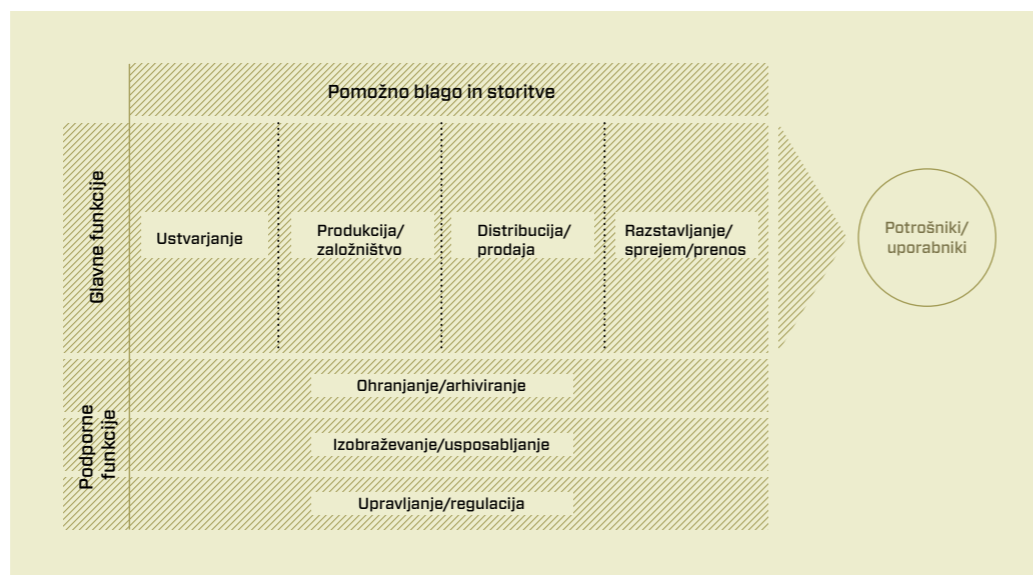 Pomožno blago in storitve
Glavne funkcije
Ustvarjanje
Produkcija/
založništvo
Distribucija/
prodaja
Razstavljanje/
sprejem/prenos
Potrošniki/
uporabniki
Podporne
funkcije
Ohranjanje/arhiviranje
Izobraževanje/usposabljanje
Upravljanje/regulacija